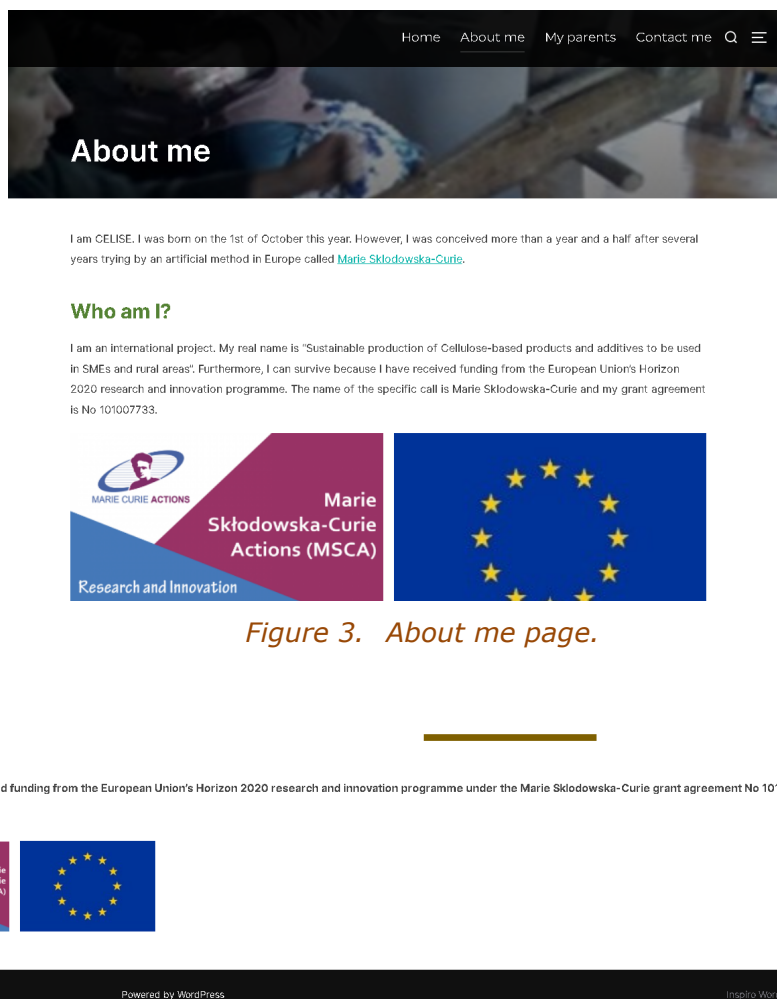 Home About me My parents Contact me
About me
I am CELISE. I was born on the 1st of October this year. However, I was conceived more than a year and a half after several
years trying by an artificial method in Europe called Marie Sklodowska-Curie.
Who am I?
I am an international project. My real name is “Sustainable production of Cellulose-based products and additives to be used
in SMEs and rural areas”. Furthermore, I can survive because I have received funding from the European Union’s Horizon
2020 research and innovation programme. The name of the specific call is Marie Sklodowska-Curie and my grant agreement
is No 101007733.
MARIE CURIE ACTIONS
Marie
Skłodowska-Curie
Actions (MSCA)
Research and Innovation
Figure 3. About me page.
d funding from the European Union’s Horizon 2020 research and innovation programme under the Marie Sklodowska-Curie grant agreement No 101
ie
ie
A)
Powered by WordPress
Inspiro Wor